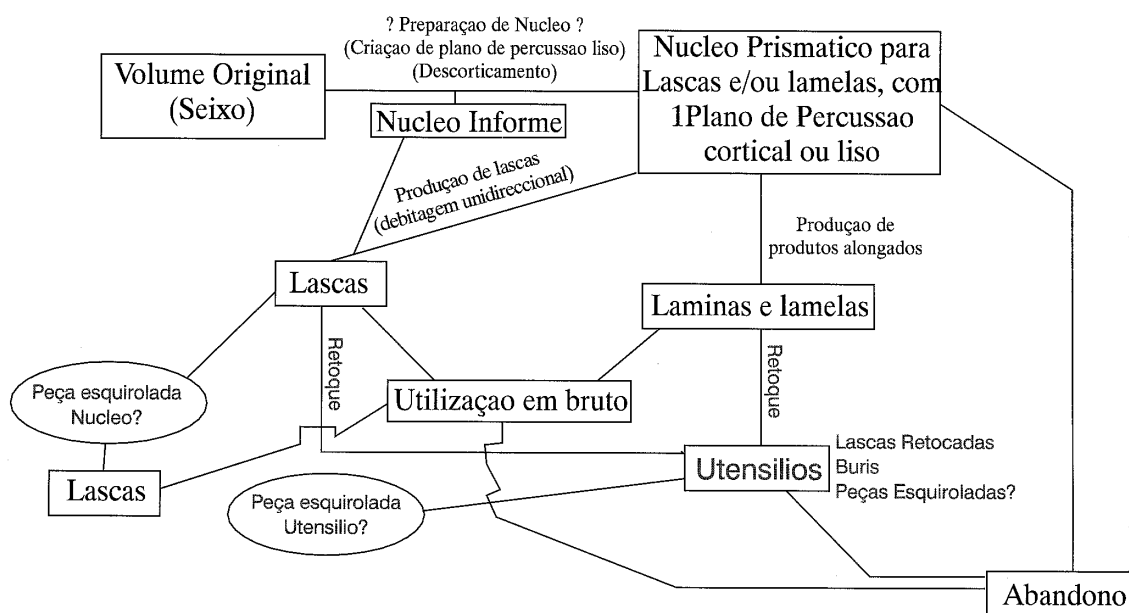 ? Preparaçao de Nucleo ?
(Criaçao de plano de percussao liso)
(Descorticamento)
Volume Original
(Seixo)
Nucleo Prismatico para
Lascas e/ou lamelas, com
1Plano de Percussao
cortical ou liso
Nucleo Informe
Produçao de lascas
(debitagem unidireccional)
Produçao de
produtos alongados
Lascas
Laminas e lamelas
Retoque
Retoque
Peça esquirolada
Nucleo?
Utilizaçao em bruto
Lascas
Utensilios
Lascas Retocadas
Buris
Peças Esquiroladas?
Peça esquirolada
Utensilio?
Abandono